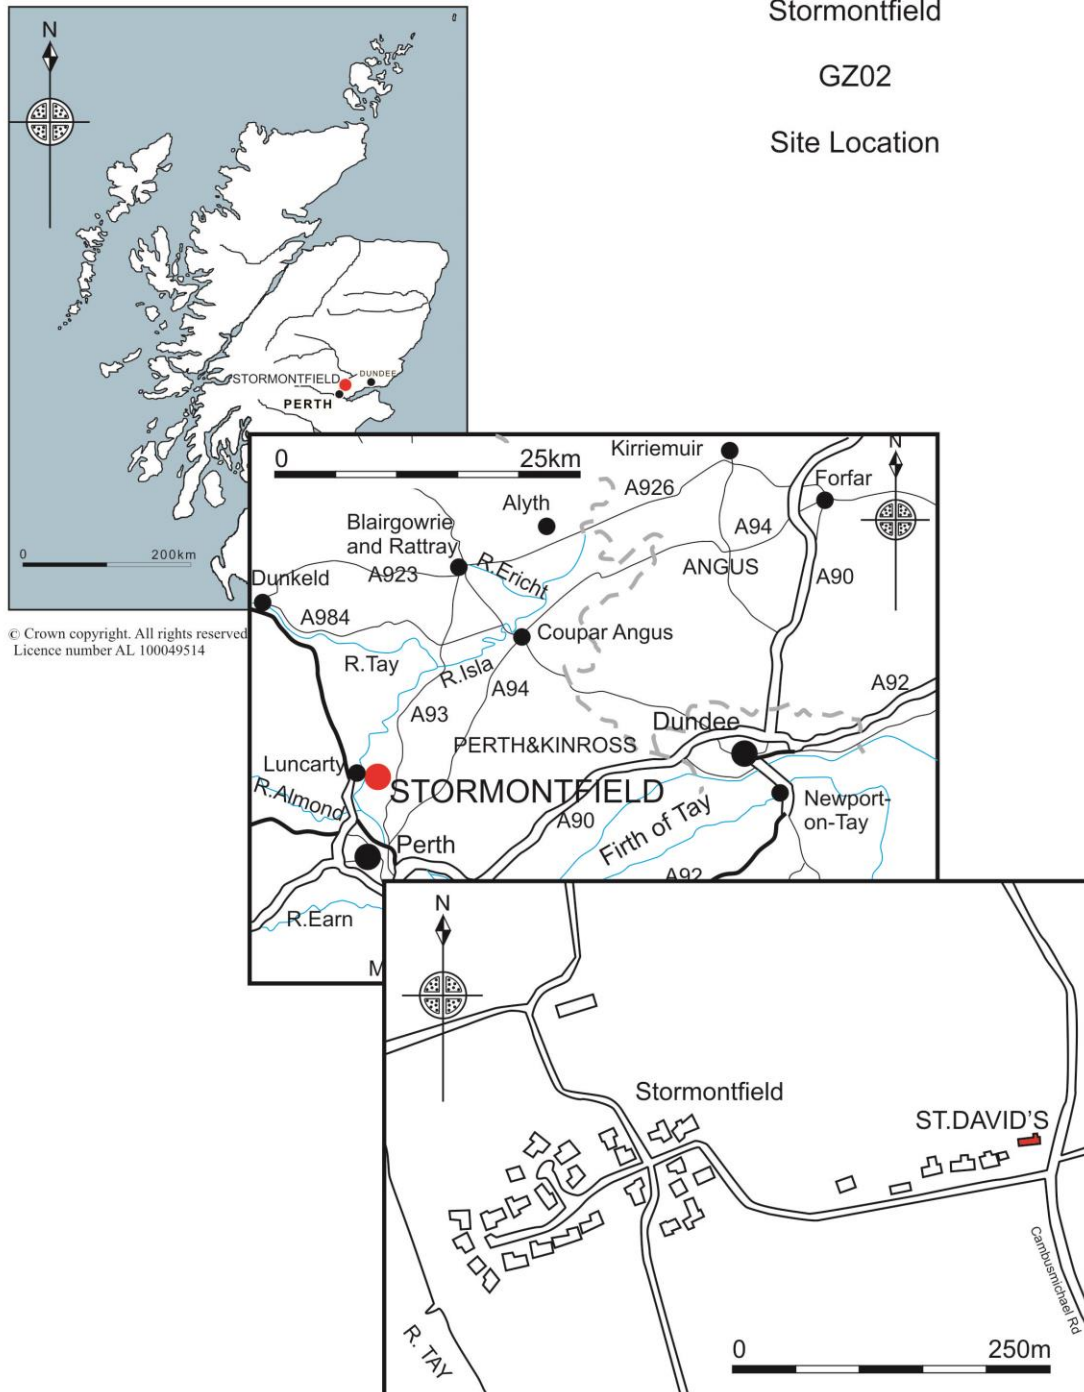 Stormontfield
GZ02
Site Location
N
STORMONTFIELD
DUNDEE
PERTH
0
200km
© Crown copyright. All rights reserved
Licence number AL 100049514
0
25km
N
Kirriemuir
Forfar
A926
Alyth
A94
Blairgowrie
and Rattray
R.Ericht
ANGUS
A923
A90
Dunkeld
A984
Coupar Angus
R.Tay
R.Isla
A94
A92
A93
Dundee
PERTH&KINROSS
Luncarty
STORMONTFIELD
R.Almond
Newport-
on-Tay
A90
Firth of Tay
Perth
A92
R.Earn
M
N
Stormontfield
ST.DAVID'S
Cambusmichael Rd
R. TAY
0
250m